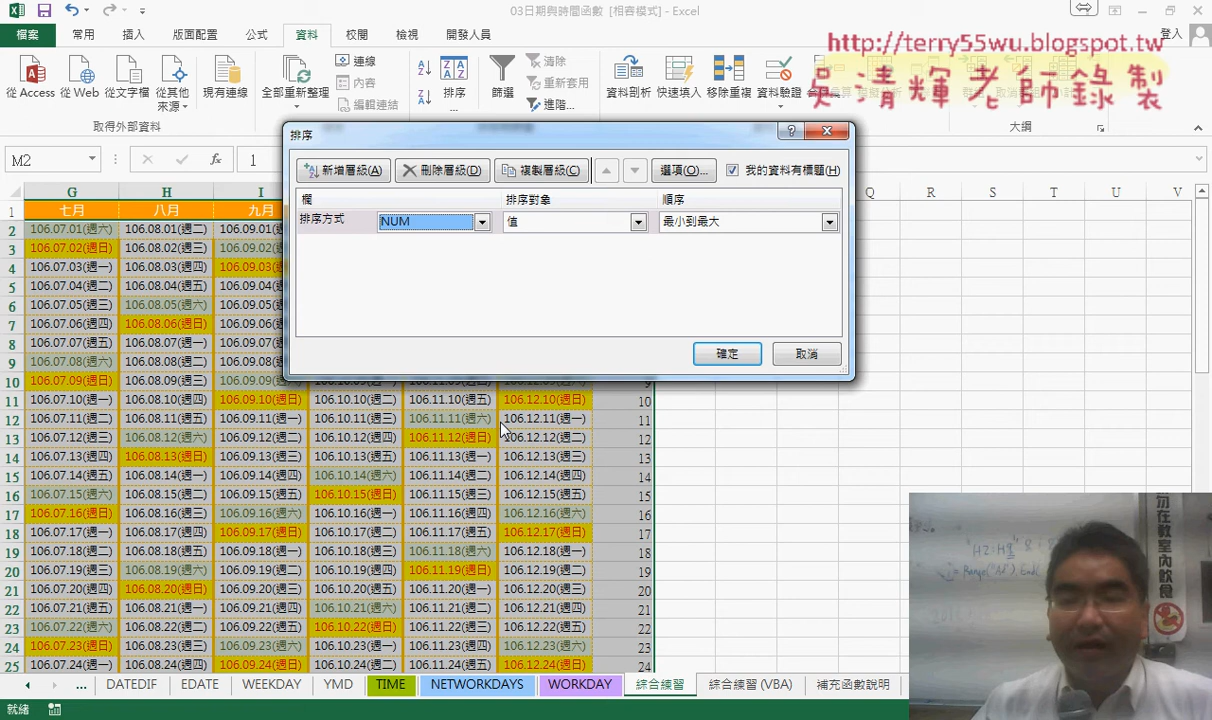 03日期與時間函數 [相容模式] - Excel
檔案 常用 插入 版面配置 公式 資料 校閱 檢視 開發人員 登入
http://terry55wu.blogspot.tw
吳清輝老師錄製
從 Access 從 Web 從文字檔 從其他來源 現有連線 全部重新整理 連線 內容 編輯連結 排序 篩選 清除 重新套用 進階... 資料剖析 快速填入 移除重複 資料驗證
取得外部資料 大綱
M2 fx 1
排序
新增層級(A) 刪除層級(D) 複製層級(C) 選項(O)... 我的資料有標題(H)
欄 排序對象 順序
排序方式 NUM 值 最小到最大
確定 取消
G H I Q R S T U V
1 七月 八月 九月
2 106.07.01(週六) 106.08.01(週二) 106.09.01(週
3 106.07.02(週日) 106.08.02(週三) 106.09.02(週
4 106.07.03(週一) 106.08.03(週四) 106.09.03(週
5 106.07.04(週二) 106.08.04(週五) 106.09.04(週
6 106.07.05(週三) 106.08.05(週六) 106.09.05(週
7 106.07.06(週四) 106.08.06(週日) 106.09.06(週
8 106.07.07(週五) 106.08.07(週一) 106.09.07(週
9 106.07.08(週六) 106.08.08(週二) 106.09.08(週
10 106.07.09(週日) 106.08.09(週三) 106.09.09(週 106.10.09(週一) 106.11.09(週四) 106.12.09(週六) 9
11 106.07.10(週一) 106.08.10(週四) 106.09.10(週日) 106.10.10(週二) 106.11.10(週五) 106.12.10(週日) 10
12 106.07.11(週二) 106.08.11(週五) 106.09.11(週一) 106.10.11(週三) 106.11.11(週六) 106.12.11(週一) 11
13 106.07.12(週三) 106.08.12(週六) 106.09.12(週二) 106.10.12(週四) 106.11.12(週日) 106.12.12(週二) 12
14 106.07.13(週四) 106.08.13(週日) 106.09.13(週三) 106.10.13(週五) 106.11.13(週一) 106.12.13(週三) 13
15 106.07.14(週五) 106.08.14(週一) 106.09.14(週四) 106.10.14(週六) 106.11.14(週二) 106.12.14(週四) 14
16 106.07.15(週六) 106.08.15(週二) 106.09.15(週五) 106.10.15(週日) 106.11.15(週三) 106.12.15(週五) 15
17 106.07.16(週日) 106.08.16(週三) 106.09.16(週六) 106.10.16(週一) 106.11.16(週四) 106.12.16(週六) 16
18 106.07.17(週一) 106.08.17(週四) 106.09.17(週日) 106.10.17(週二) 106.11.17(週五) 106.12.17(週日) 17
19 106.07.18(週二) 106.08.18(週五) 106.09.18(週一) 106.10.18(週三) 106.11.18(週六) 106.12.18(週一) 18
20 106.07.19(週三) 106.08.19(週六) 106.09.19(週二) 106.10.19(週四) 106.11.19(週日) 106.12.19(週二) 19
21 106.07.20(週四) 106.08.20(週日) 106.09.20(週三) 106.10.20(週五) 106.11.20(週一) 106.12.20(週三) 20
22 106.07.21(週五) 106.08.21(週一) 106.09.21(週四) 106.10.21(週六) 106.11.21(週二) 106.12.21(週四) 21
23 106.07.22(週六) 106.08.22(週二) 106.09.22(週五) 106.10.22(週日) 106.11.22(週三) 106.12.22(週五) 22
24 106.07.23(週日) 106.08.23(週三) 106.09.23(週六) 106.10.23(週一) 106.11.23(週四) 106.12.23(週六) 23
25 106.07.24(週一) 106.08.24(週四) 106.09.24(週日) 106.10.24(週二) 106.11.24(週五) 106.12.24(週日) 24
勿在教室內飲食
... DATEDIF EDATE WEEKDAY YMD TIME NETWORKDAYS WORKDAY 綜合練習 綜合練習 (VBA) 補充函數說明
就緒